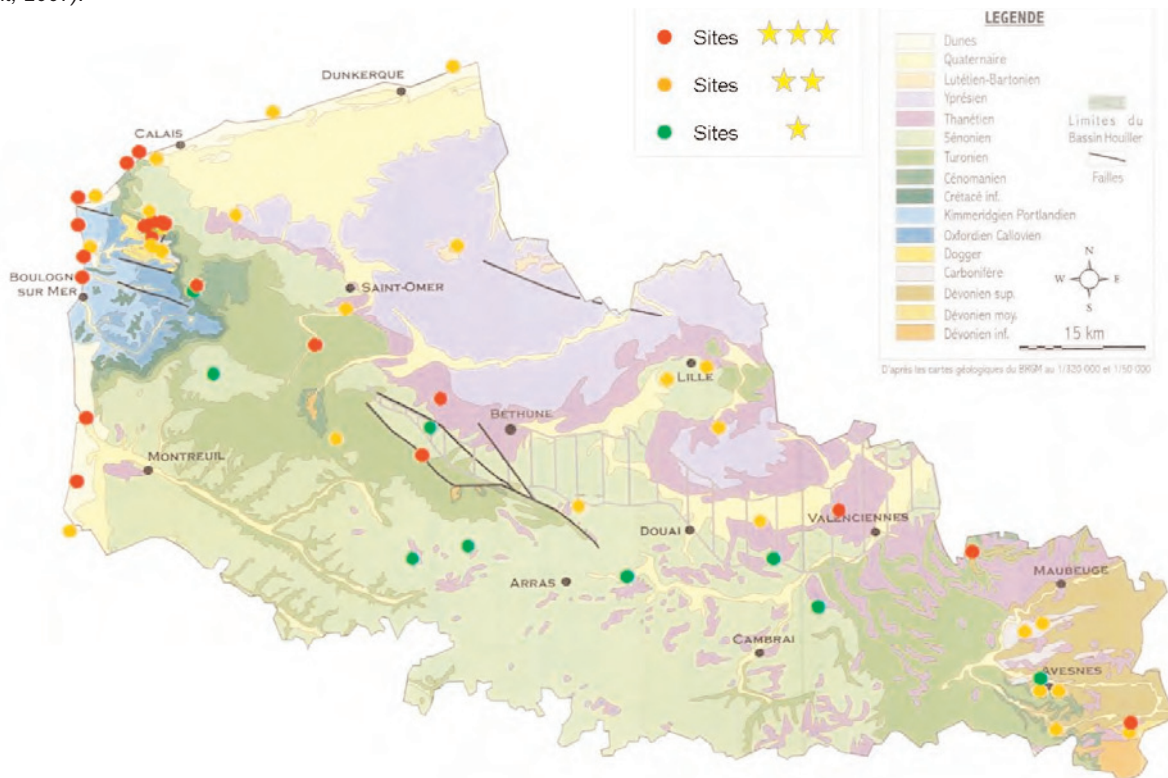 t, 2007).
Sites
Sites
Sites
LEGENDE
Dunes
Quaternaire
Lutétien-Bartonien
Yprésien
Thanétien
Sénonien
Turonien
Cénomanien
Crétacé inf.
Kimmeridgien Portlandien
Oxfordien Callovien
Dogger
Carbonifère
Dévonien sup.
Dévonien moy.
Dévonien inf.
Limites du
Bassin Houiller
Failles
N
W E
S
15 km
D'après les cartes géologiques du BRGM au 1/320 000 et 1/50 000
DUNKERQUE
CALAIS
BOULOGN
SUR MER
SAINT-OMER
LILLE
BÉTHUNE
MONTREUIL
DOUAI
VALENCIENNES
MAUBEUGE
ARRAS
CAMBRAI
AVESNES